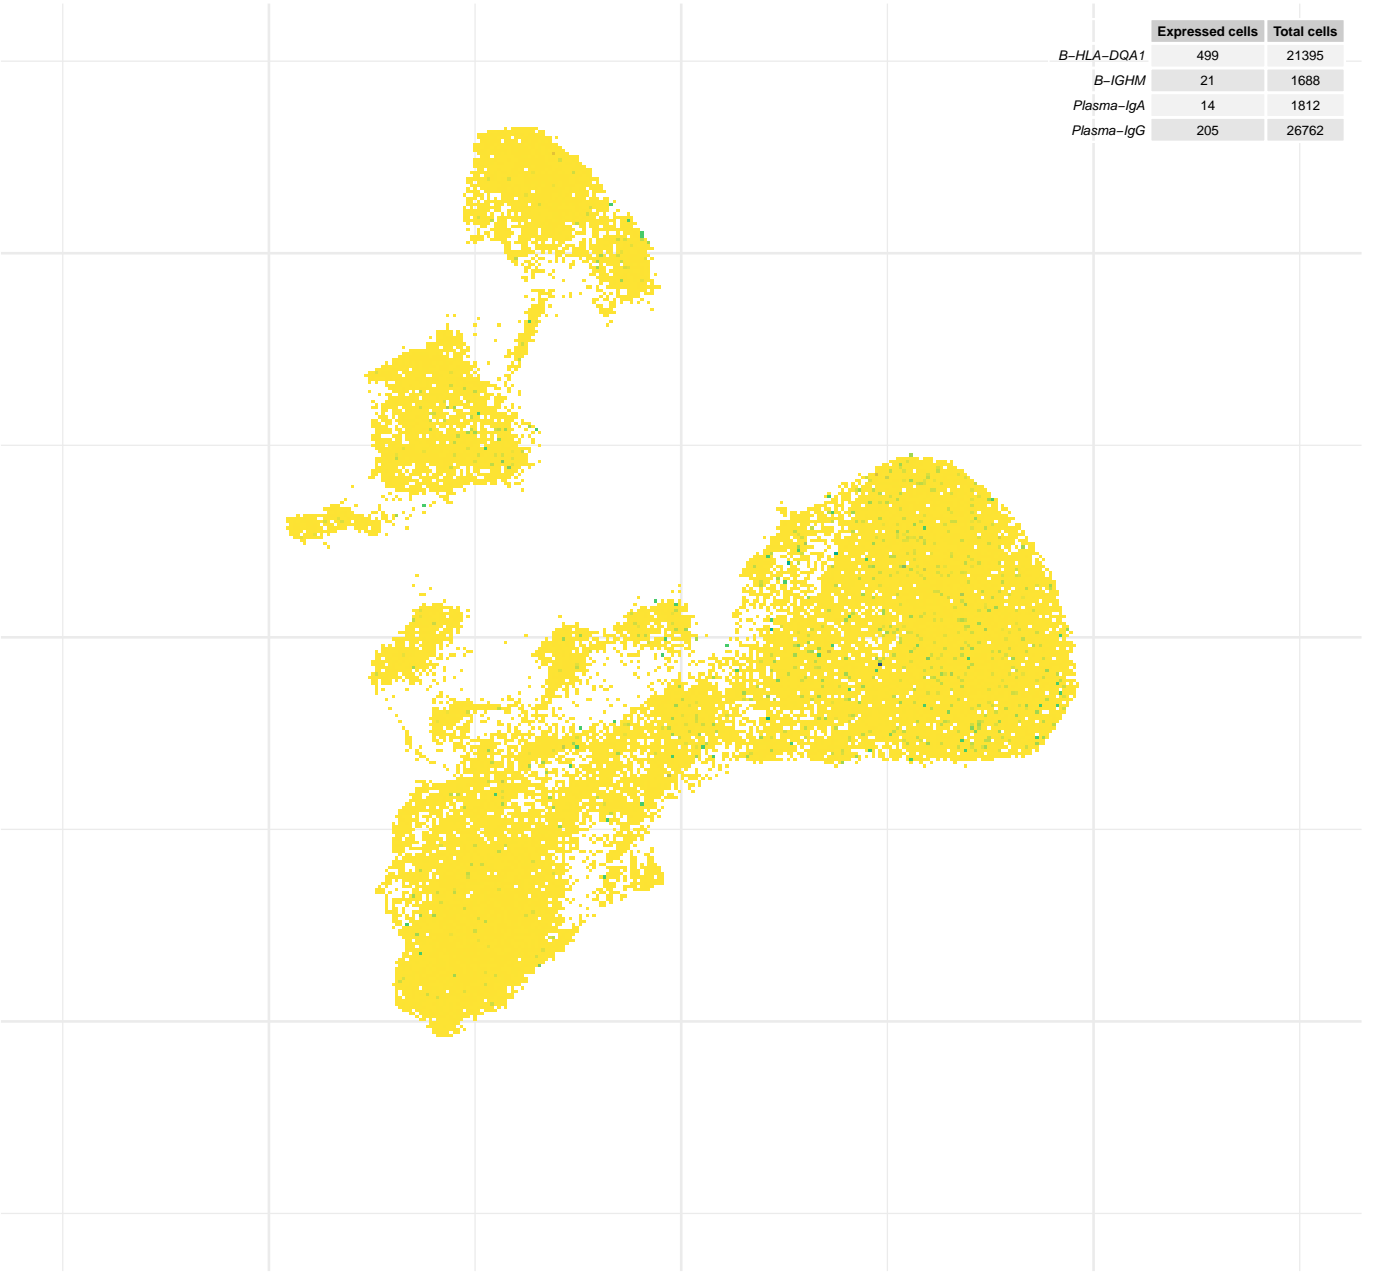 Expressed cells Total cells
B−HLA−DQA1 499 21395
B−IGHM 21 1688
Plasma−IgA 14 1812
Plasma−IgG 205 26762